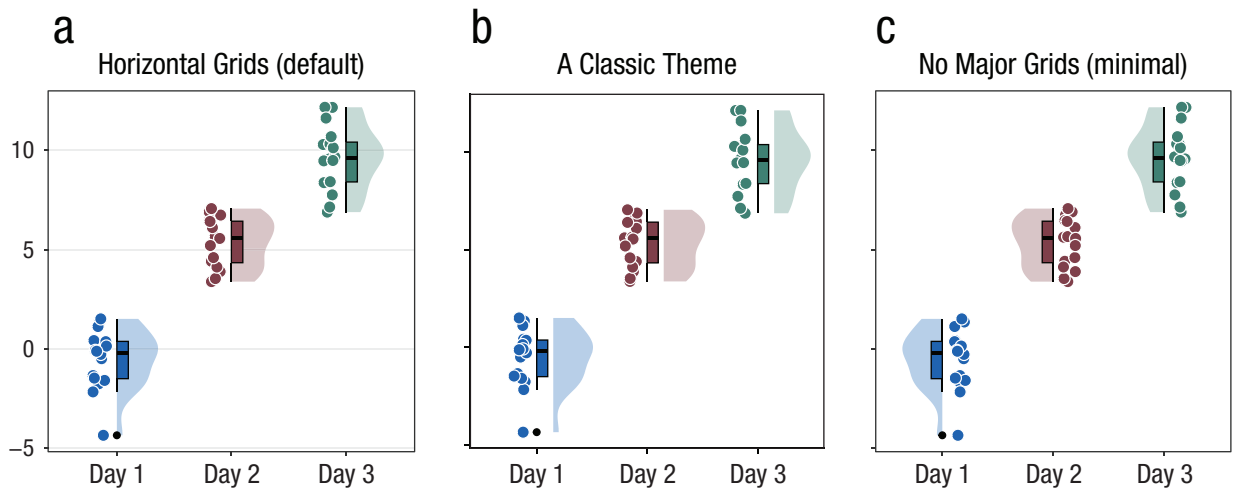 a
Horizontal Grids (default)
b
A Classic Theme
c
No Major Grids (minimal)
10
5
0
−5
Day 1 Day 2 Day 3
Day 1 Day 2 Day 3
Day 1 Day 2 Day 3